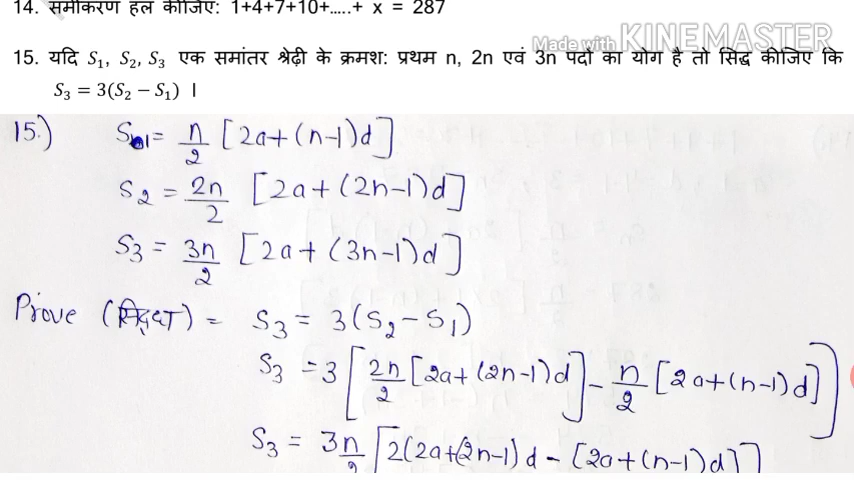 14. समीकरण हल कीजिए: 1+4+7+10+.....+ x = 287
Made with KINEMASTER
15. यदि S₁, S₂, S₃ एक समांतर श्रेढ़ी के क्रमश: प्रथम n, 2n एवं 3n पदों का योग है तो सिद्ध कीजिए कि
S₃ = 3(S₂ − S₁) ।
15.) S₁ = n/2 [2a+(n-1)d]
S₂ = 2n/2 [2a+(2n-1)d]
S₃ = 3n/2 [2a+(3n-1)d]
Prove = S₃ = 3(S₂ - S₁)
S₃ = 3[2n/2 [2a+(2n-1)d] - n/2 [2a+(n-1)d]]
S₃ = 3n/2 [2(2a+(2n-1)d - [2a+(n-1)d]]